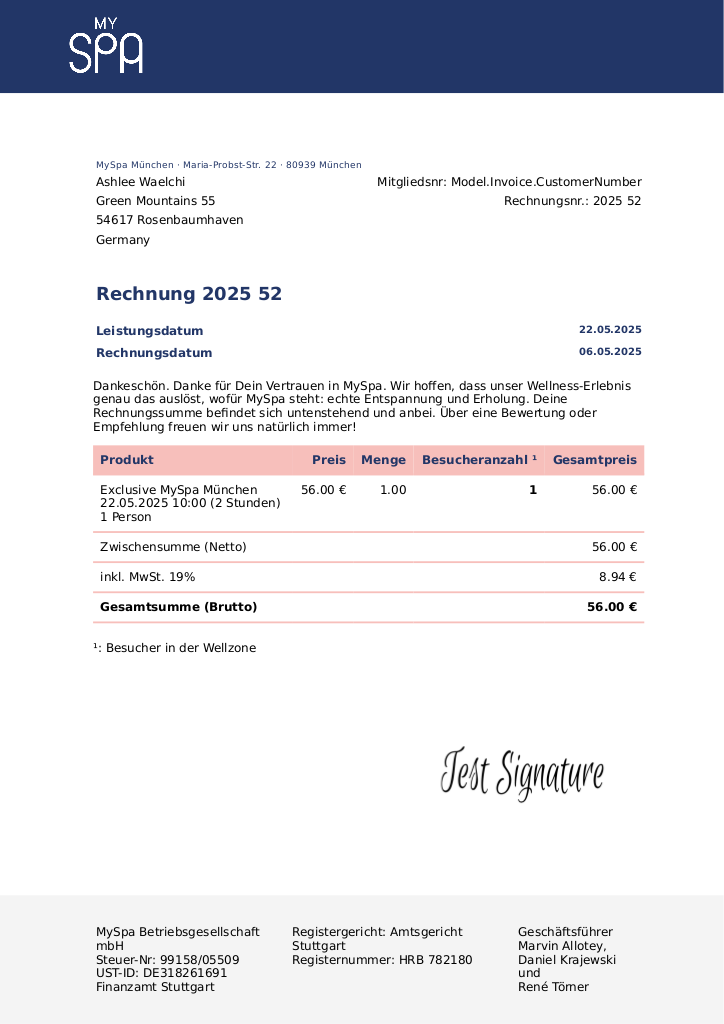 MY
SPA
MySpa München · Maria-Probst-Str. 22 · 80939 München
Ashlee Waelchi
Green Mountains 55
54617 Rosenbaumhaven
Germany
Mitgliedsnr: Model.Invoice.CustomerNumber
Rechnungsnr.: 2025 52
Rechnung 2025 52
Leistungsdatum 22.05.2025
Rechnungsdatum 06.05.2025
Dankeschön. Danke für Dein Vertrauen in MySpa. Wir hoffen, dass unser Wellness-Erlebnis
genau das auslöst, wofür MySpa steht: echte Entspannung und Erholung. Deine
Rechnungssumme befindet sich untenstehend und anbei. Über eine Bewertung oder
Empfehlung freuen wir uns natürlich immer!
Produkt Preis Menge Besucheranzahl ¹ Gesamtpreis
Exclusive MySpa München 56.00 € 1.00 1 56.00 €
22.05.2025 10:00 (2 Stunden)
1 Person
Zwischensumme (Netto) 56.00 €
inkl. MwSt. 19% 8.94 €
Gesamtsumme (Brutto) 56.00 €
¹: Besucher in der Wellzone
Test Signature
MySpa Betriebsgesellschaft
mbH
Steuer-Nr: 99158/05509
UST-ID: DE318261691
Finanzamt Stuttgart
Registergericht: Amtsgericht
Stuttgart
Registernummer: HRB 782180
Geschäftsführer
Marvin Allotey,
Daniel Krajewski
und
René Tömer